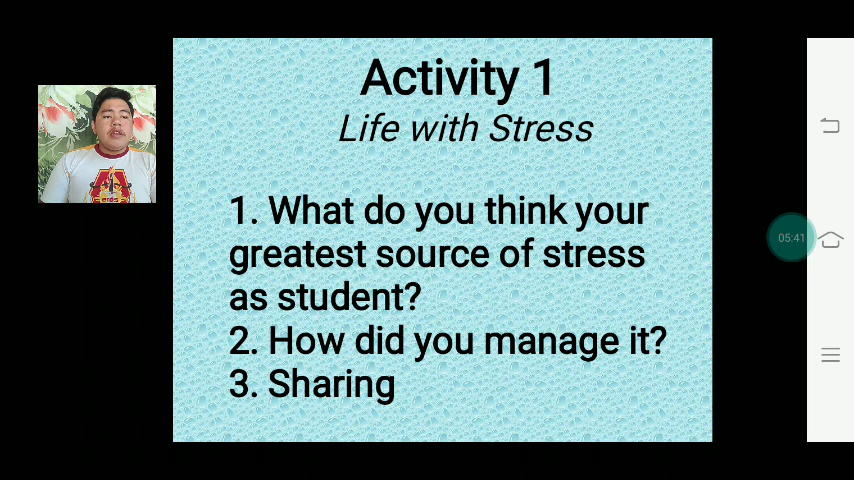 Activity 1
Life with Stress
1. What do you think your
greatest source of stress
as student?
2. How did you manage it?
3. Sharing
05:41